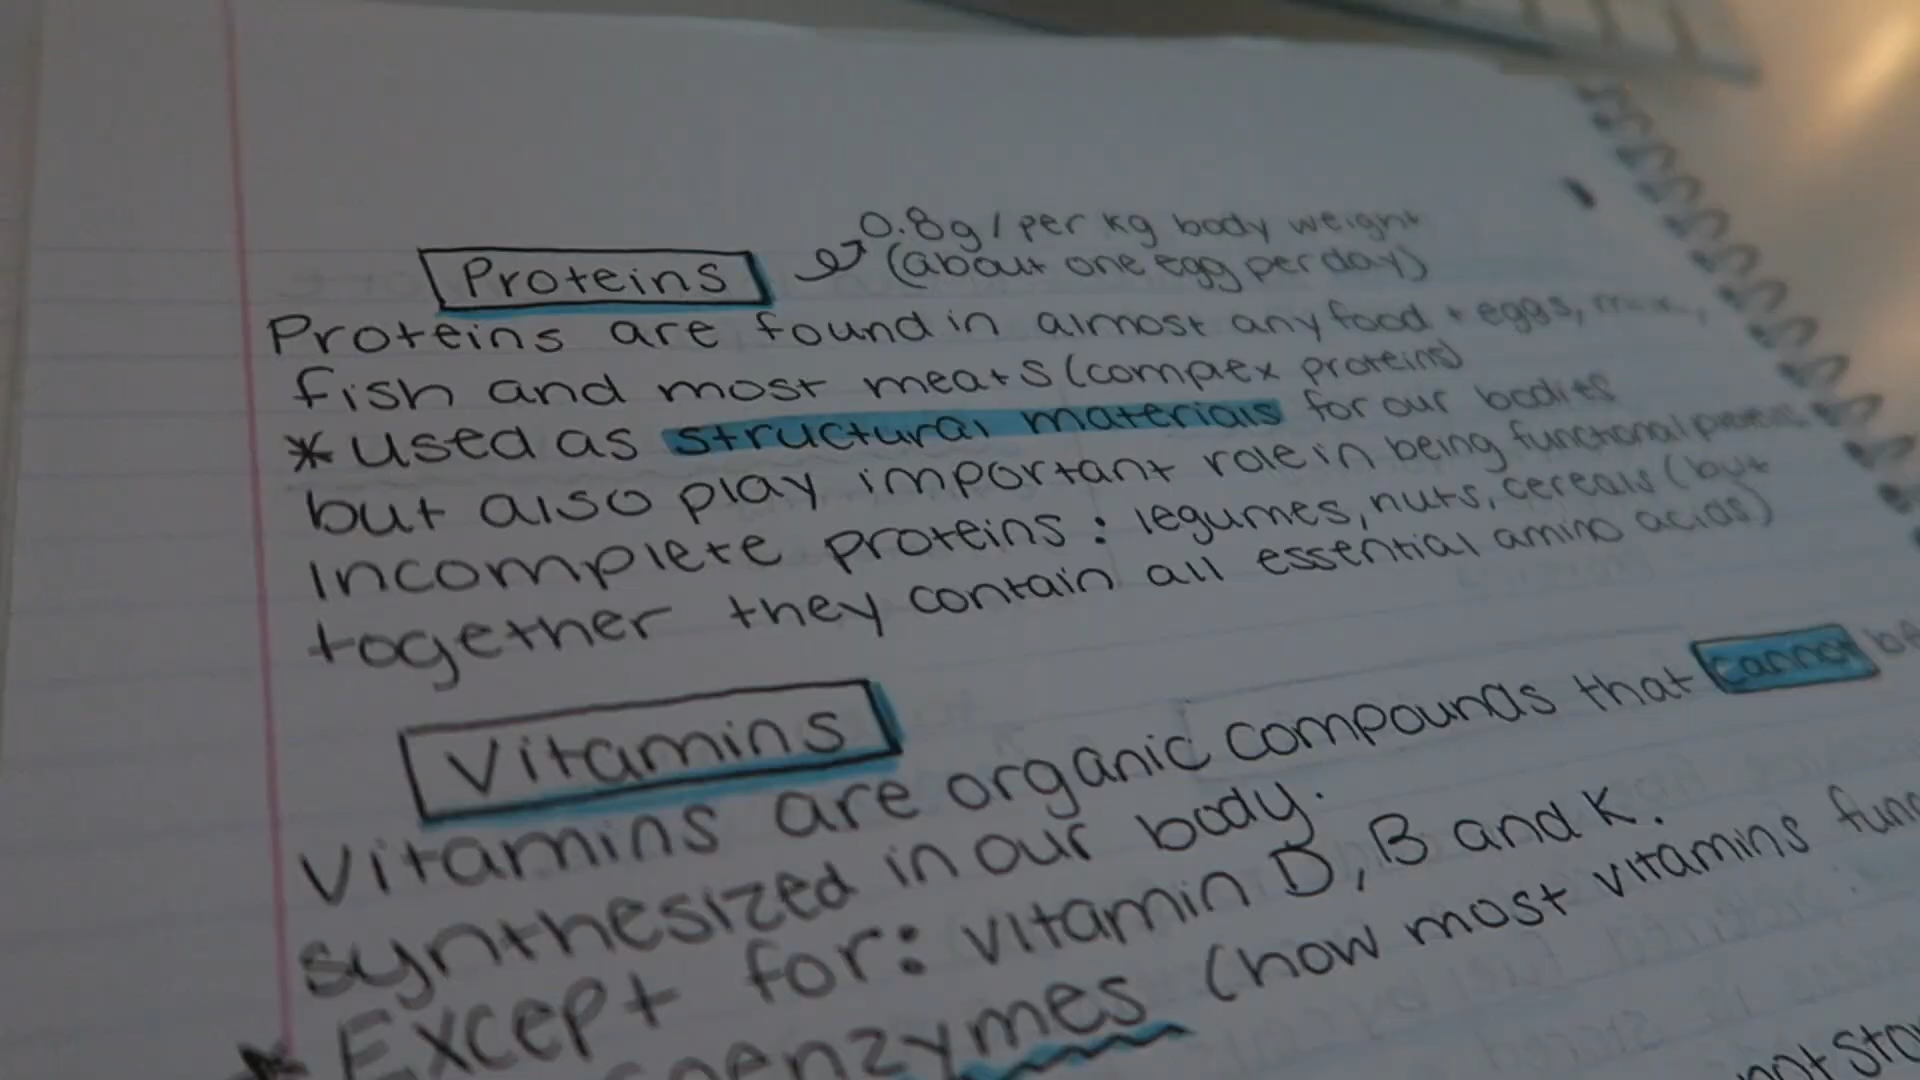 0.8g / per kg body weight
Proteins (about one egg per day)
Proteins are found in almost any food + eggs,
fish and most meats (complex proteins)
* used as structural materials for our bodies
but also play important role in being functional
Incomplete proteins : legumes, nuts, cereals (but
together they contain all essential amino acids)
Vitamins
Vitamins are organic compounds that cannot be
synthesized in our body.
Except for: vitamin D, B and K.
(how most vitamins